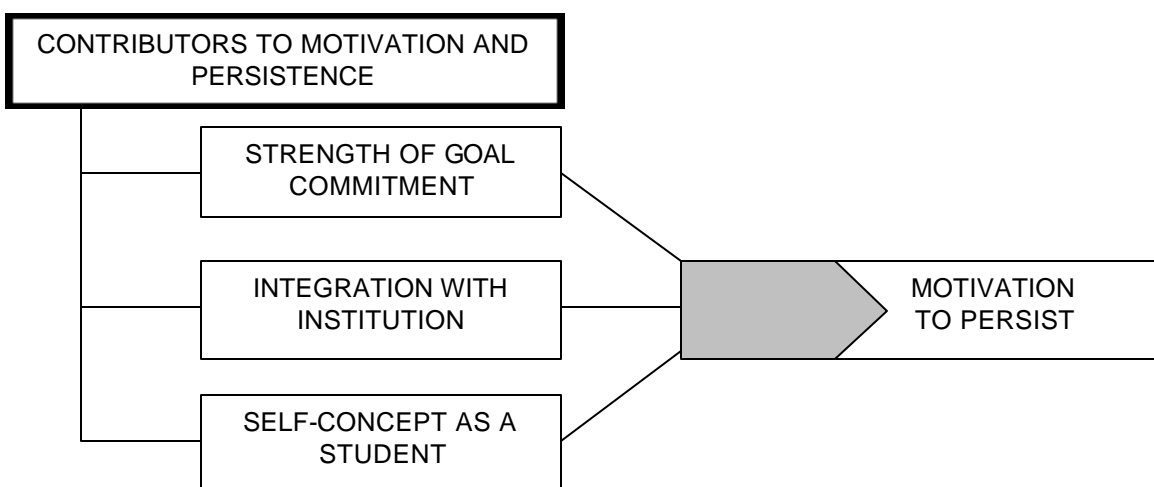 CONTRIBUTORS TO MOTIVATION AND
PERSISTENCE
STRENGTH OF GOAL
COMMITMENT
INTEGRATION WITH
INSTITUTION
MOTIVATION
TO PERSIST
SELF-CONCEPT AS A
STUDENT